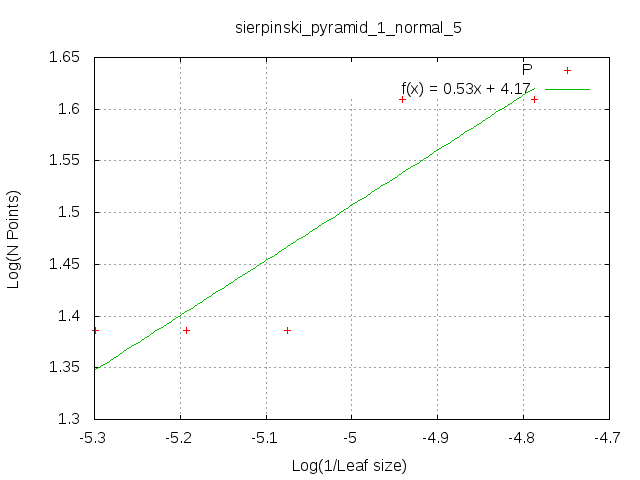 sierpinski_pyramid_1_normal_5
1.65
P
f(x) = 0.53x + 4.17
1.6
1.55
1.5
1.45
1.4
1.35
1.3
Log(N Points)
-5.3 -5.2 -5.1 -5 -4.9 -4.8 -4.7
Log(1/Leaf size)